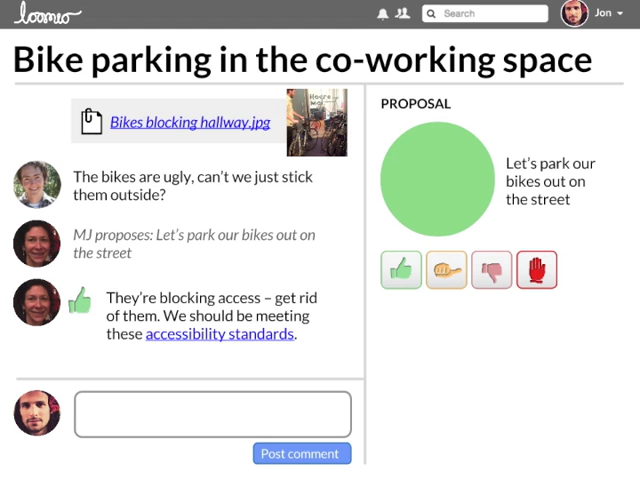 loomio
Jon
Search
Bike parking in the co-working space
Bikes blocking hallway.jpg
The bikes are ugly, can't we just stick
them outside?
MJ proposes: Let's park our bikes out on
the street
They're blocking access – get rid
of them. We should be meeting
these accessibility standards.
Post comment
PROPOSAL
Let's park our
bikes out on
the street